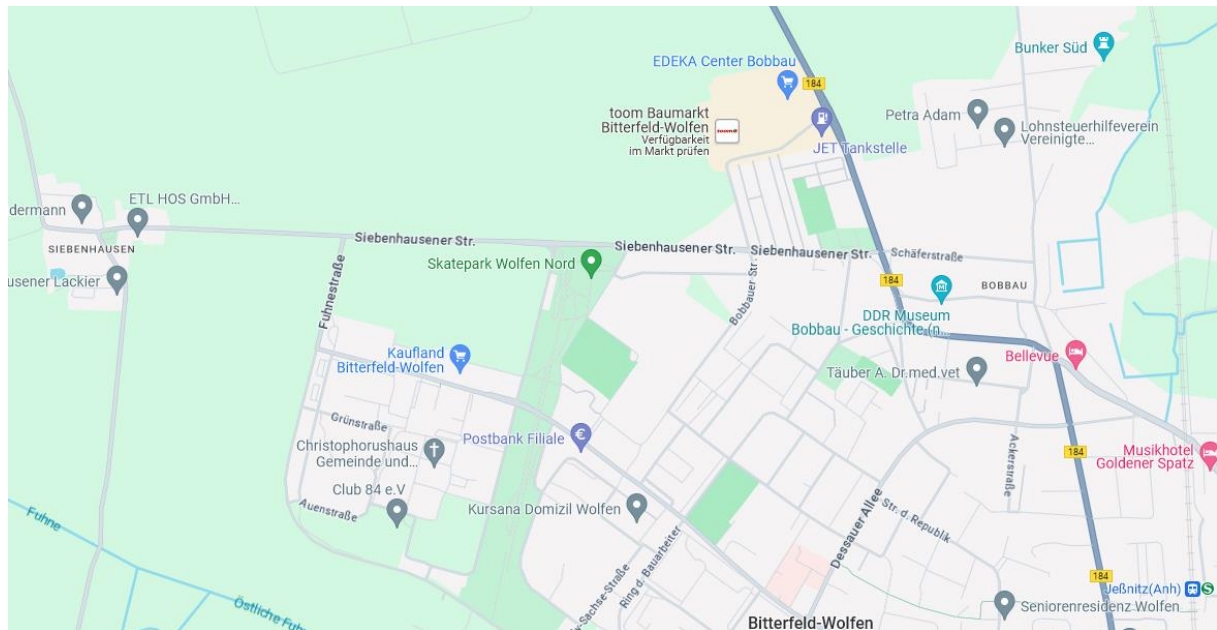 Bunker Süd
EDEKA Center Bobbau
184
toom Baumarkt
Bitterfeld-Wolfen
Verfügbarkeit
im Markt prüfen
Petra Adam
Lohnsteuerhilfeverein
Vereinigte...
JET Tankstelle
ETL HOS GmbH...
dermann
SIEBENHAUSEN
Siebenhausener Str.
Siebenhausener Str.
Siebenhausener Str.
Schäferstraße
Skatepark Wolfen Nord
usener Lackier
Fuhnestraße
Bobbauer Str.
184
BOBBAU
DDR Museum
Bobbau - Geschichte (n...
Kaufland
Bitterfeld-Wolfen
Bellevue
Täuber A. Dr.med.vet
Grünstraße
Postbank Filiale
Christophorushaus
Gemeinde und...
Ackerstraße
184
Musikhotel
Goldener Spatz
Club 84 e.V
Auenstraße
Kursana Domizil Wolfen
Dessauer Allee
Str. d. Republik
Fuhne
Ring d. Bauarbeiter
y-Sachse-Straße
184
Jeßnitz(Anh)
S
Östliche Fuhn
Seniorenresidenz Wolfen
Bitterfeld-Wolfen